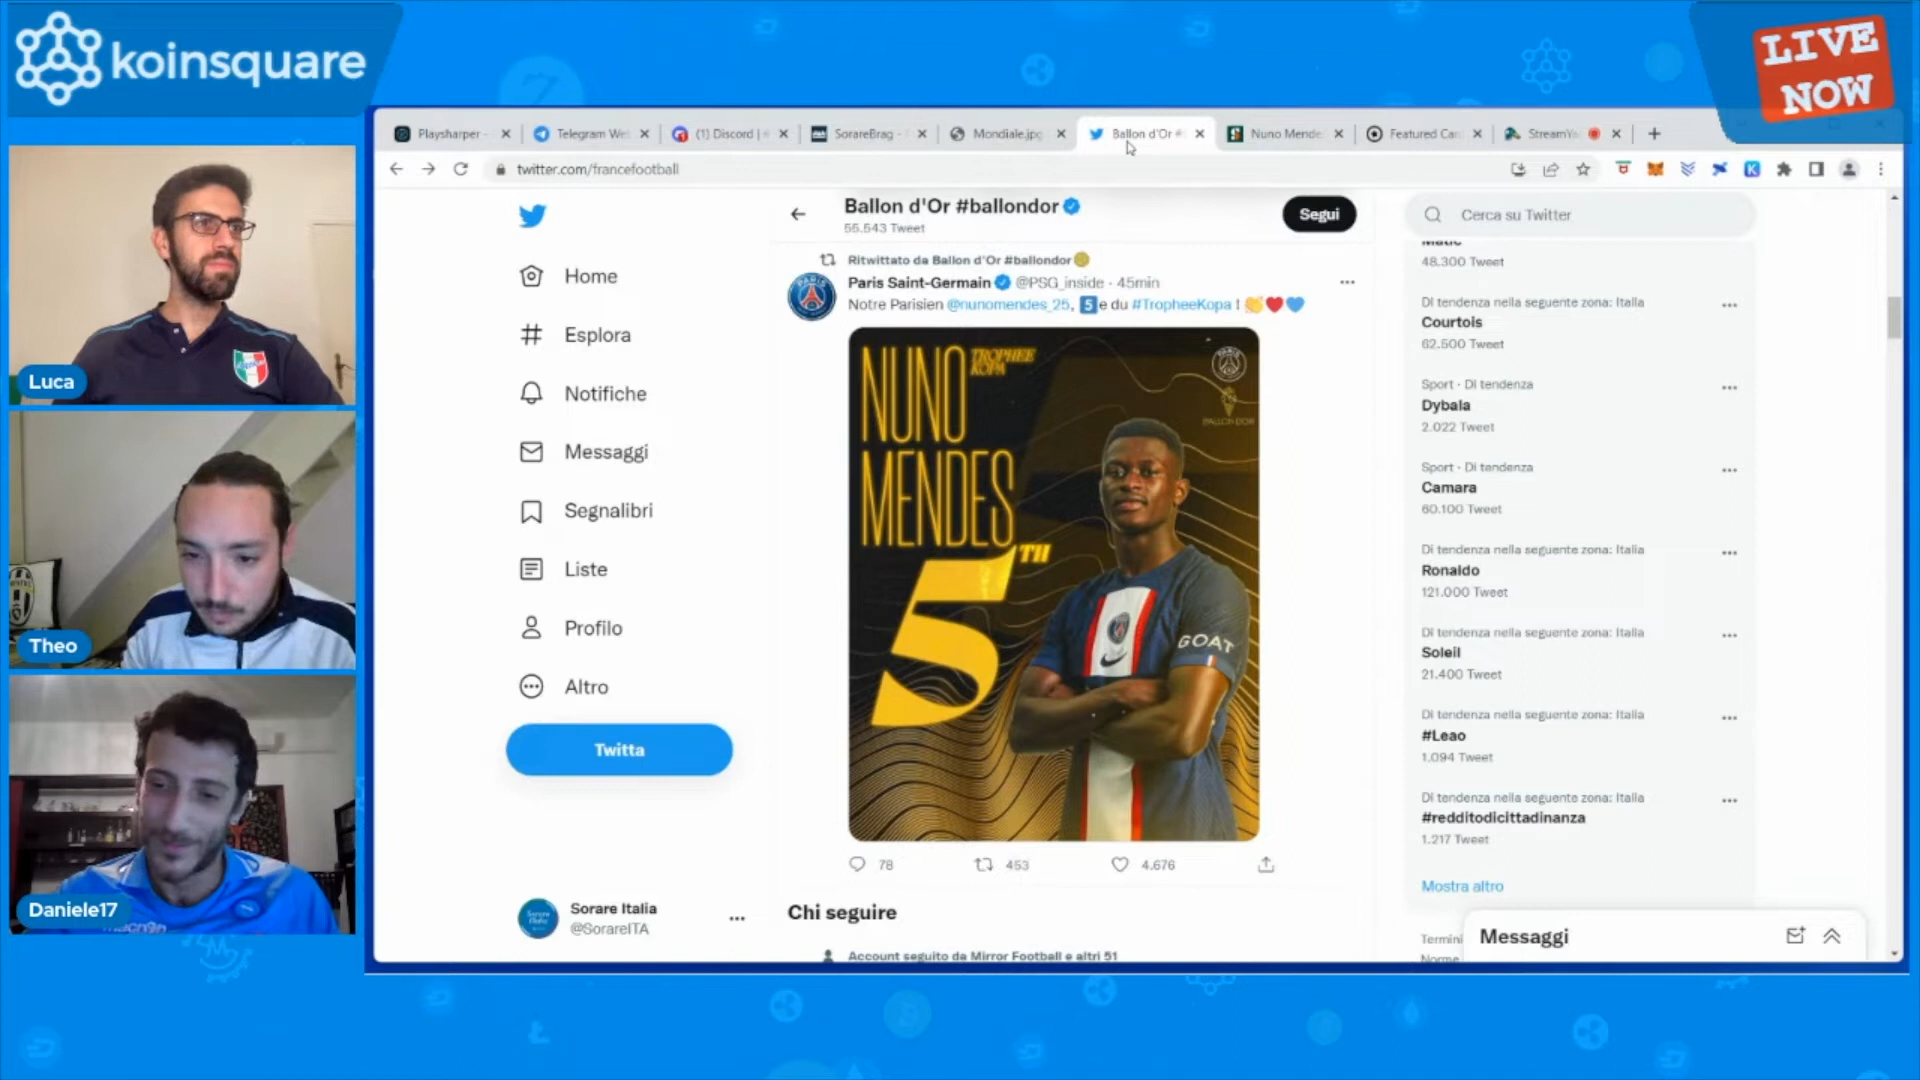 koinsquare
LIVE
NOW
Playsharper -
Telegram We
(1) Discord |
SorareBrag -
Mondiale.jpg
Ballon d'Or #
Nuno Mende
Featured Car
StreamYa
twitter.com/francefootball
Luca
Theo
Daniele17
Home
Esplora
Notifiche
Messaggi
Segnalibri
Liste
Profilo
Altro
Twitta
Sorare Italia
@SorareITA
Ballon d'Or #ballondor
55.543 Tweet
Segui
Ritwittato da Ballon d'Or #ballondor
Paris Saint-Germain @PSG_inside · 45min
Notre Parisien @nunomendes_25, 5️⃣e du #TropheeKopa ! 👏❤️💙
NUNO
TROPHEE
KOPA
MENDES
5TH
PARIS
BALLON D'OR
GOAT
78
453
4.676
Chi seguire
Account seguito da Mirror Football e altri 51
Cerca su Twitter
Matic
48.300 Tweet
Di tendenza nella seguente zona: Italia
Courtois
62.500 Tweet
Sport · Di tendenza
Dybala
2.022 Tweet
Sport · Di tendenza
Camara
60.100 Tweet
Di tendenza nella seguente zona: Italia
Ronaldo
121.000 Tweet
Di tendenza nella seguente zona: Italia
Soleil
21.400 Tweet
Di tendenza nella seguente zona: Italia
#Leao
1.094 Tweet
Di tendenza nella seguente zona: Italia
#redditodicittadinanza
1.217 Tweet
Mostra altro
Termini
Norme
Messaggi